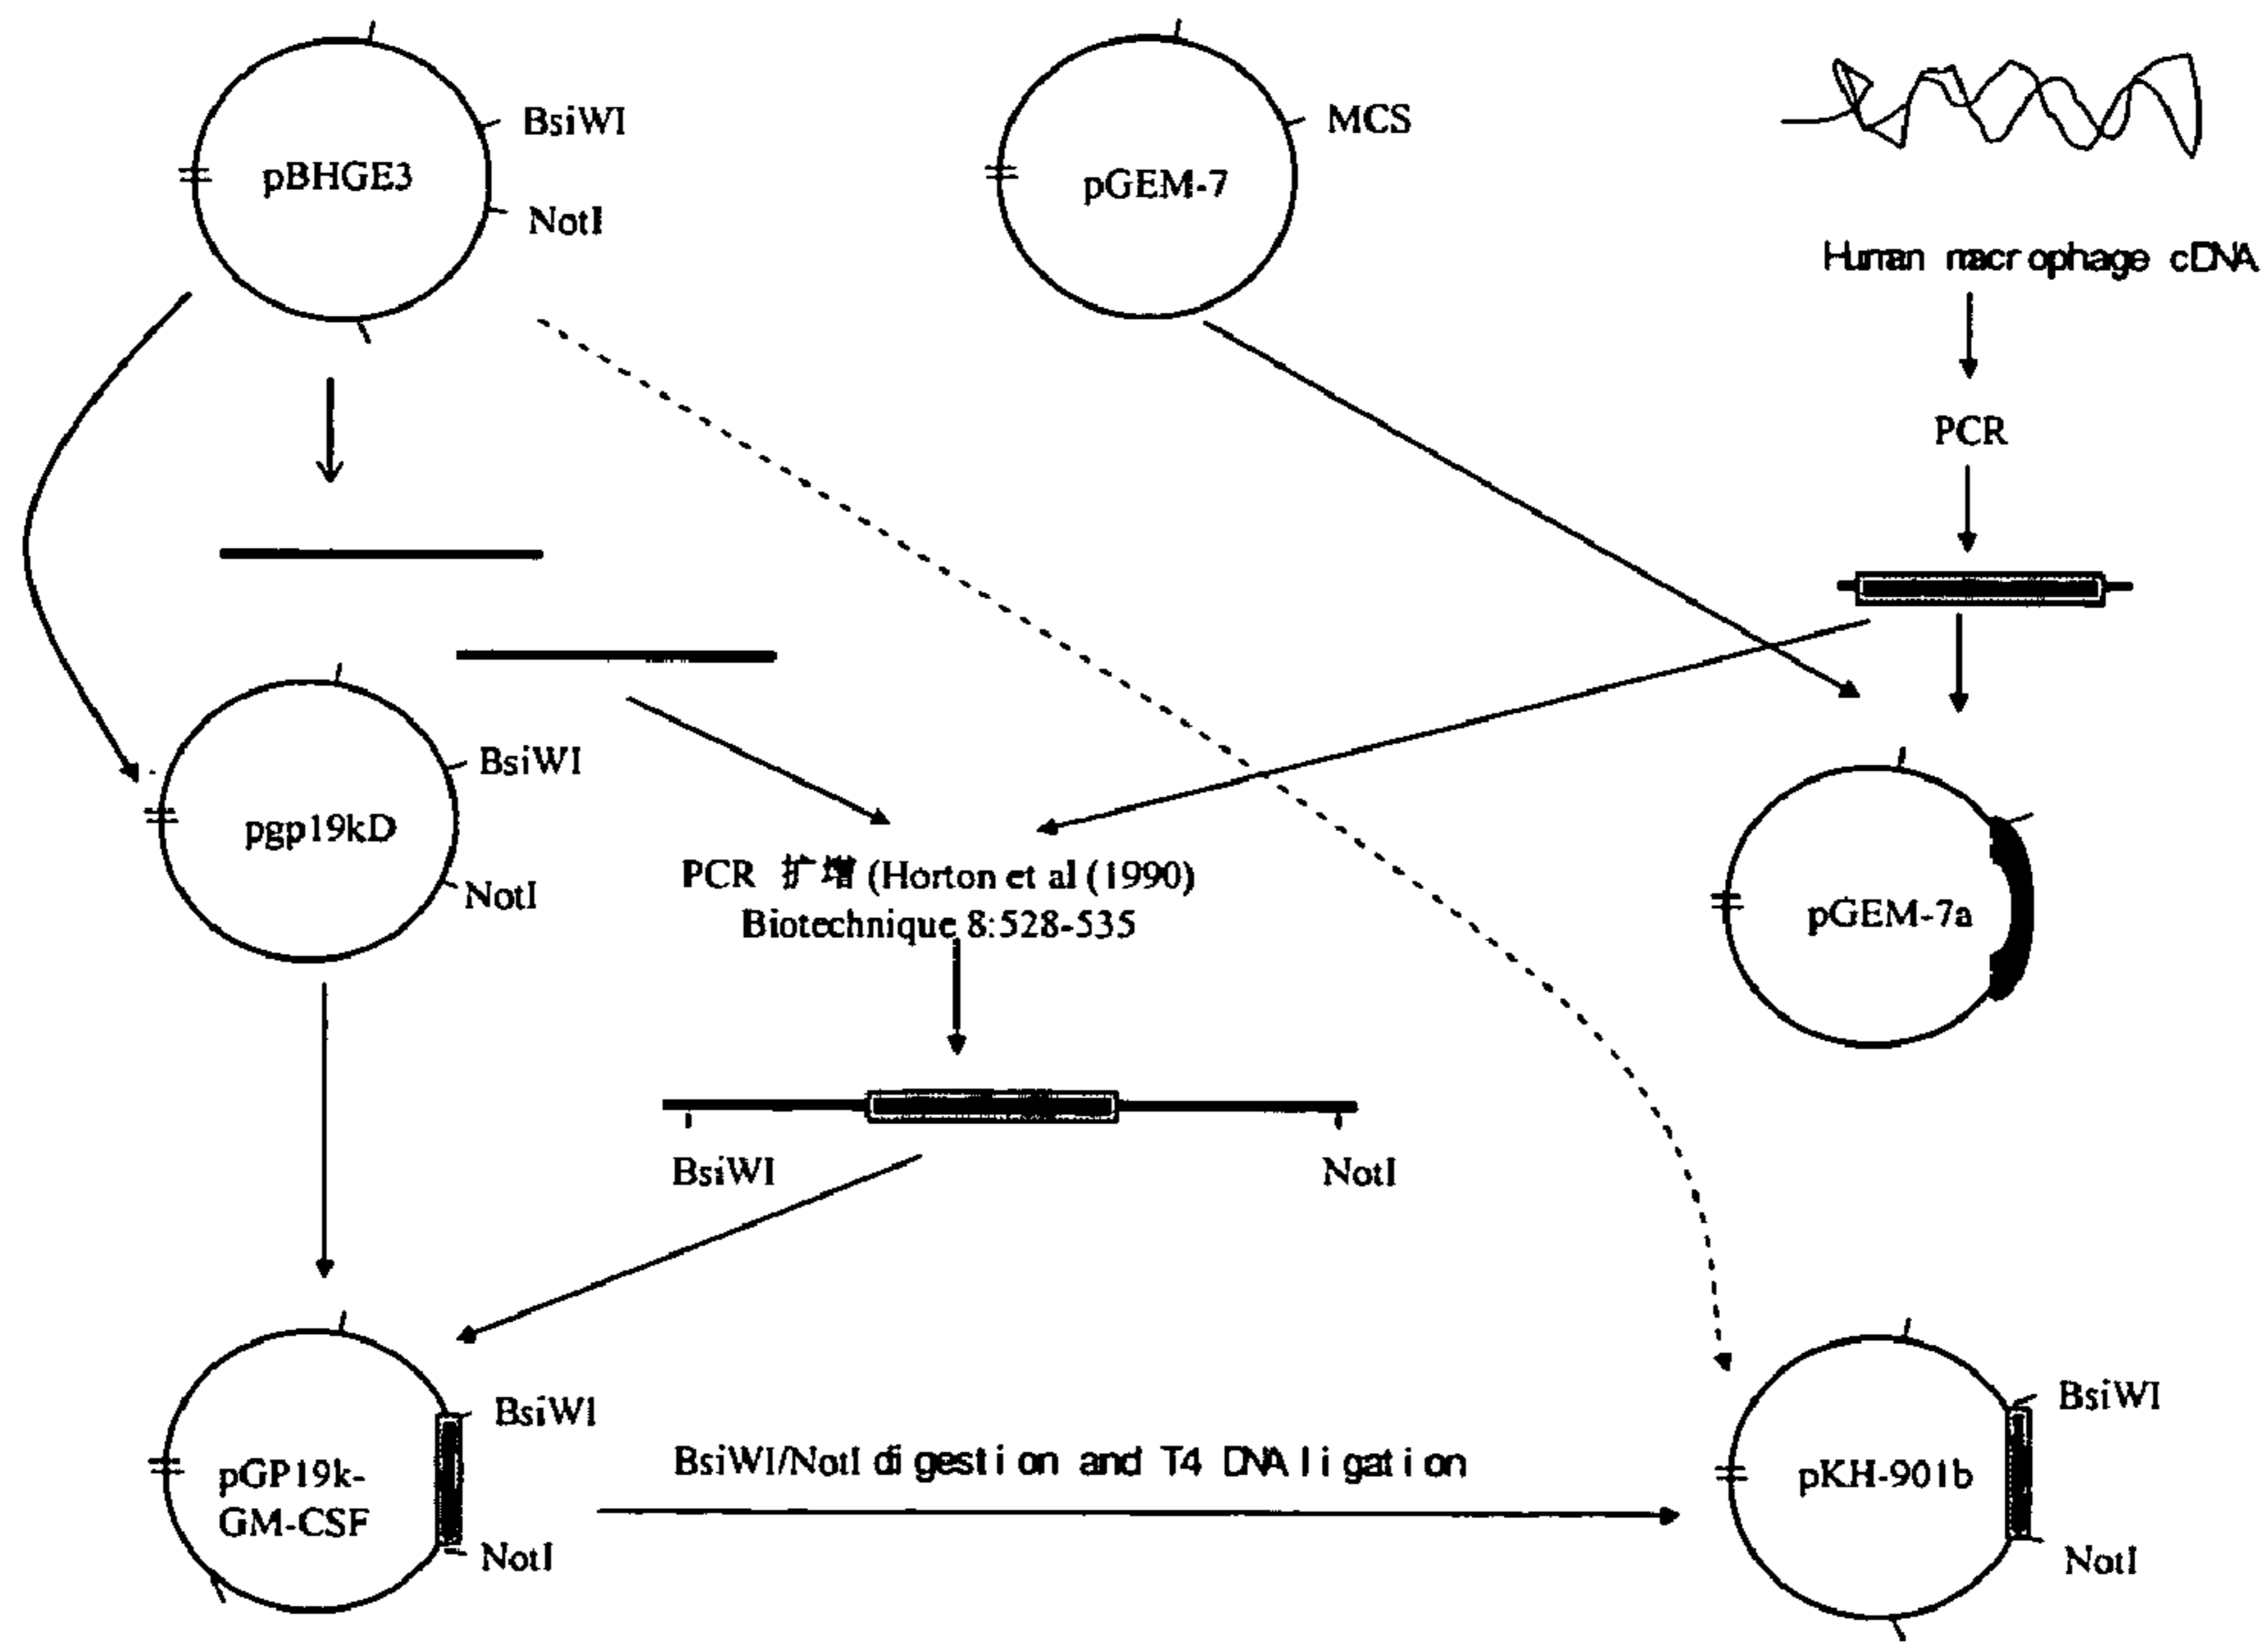 BsiWI
pBHGE3
NotI
MCS
pGEM-7
Human macrophage cDNA
PCR
BsiWI
pgp19kD
NotI
PCR 扩增 (Horton et al (1990)
Biotechnique 8:528-535
pGEM-7a
BsiWI
NotI
BsiWI
pGP19k-
GM-CSF
NotI
BsiWI/NotI digestion and T4 DNA ligation
BsiWI
pKH-901b
NotI